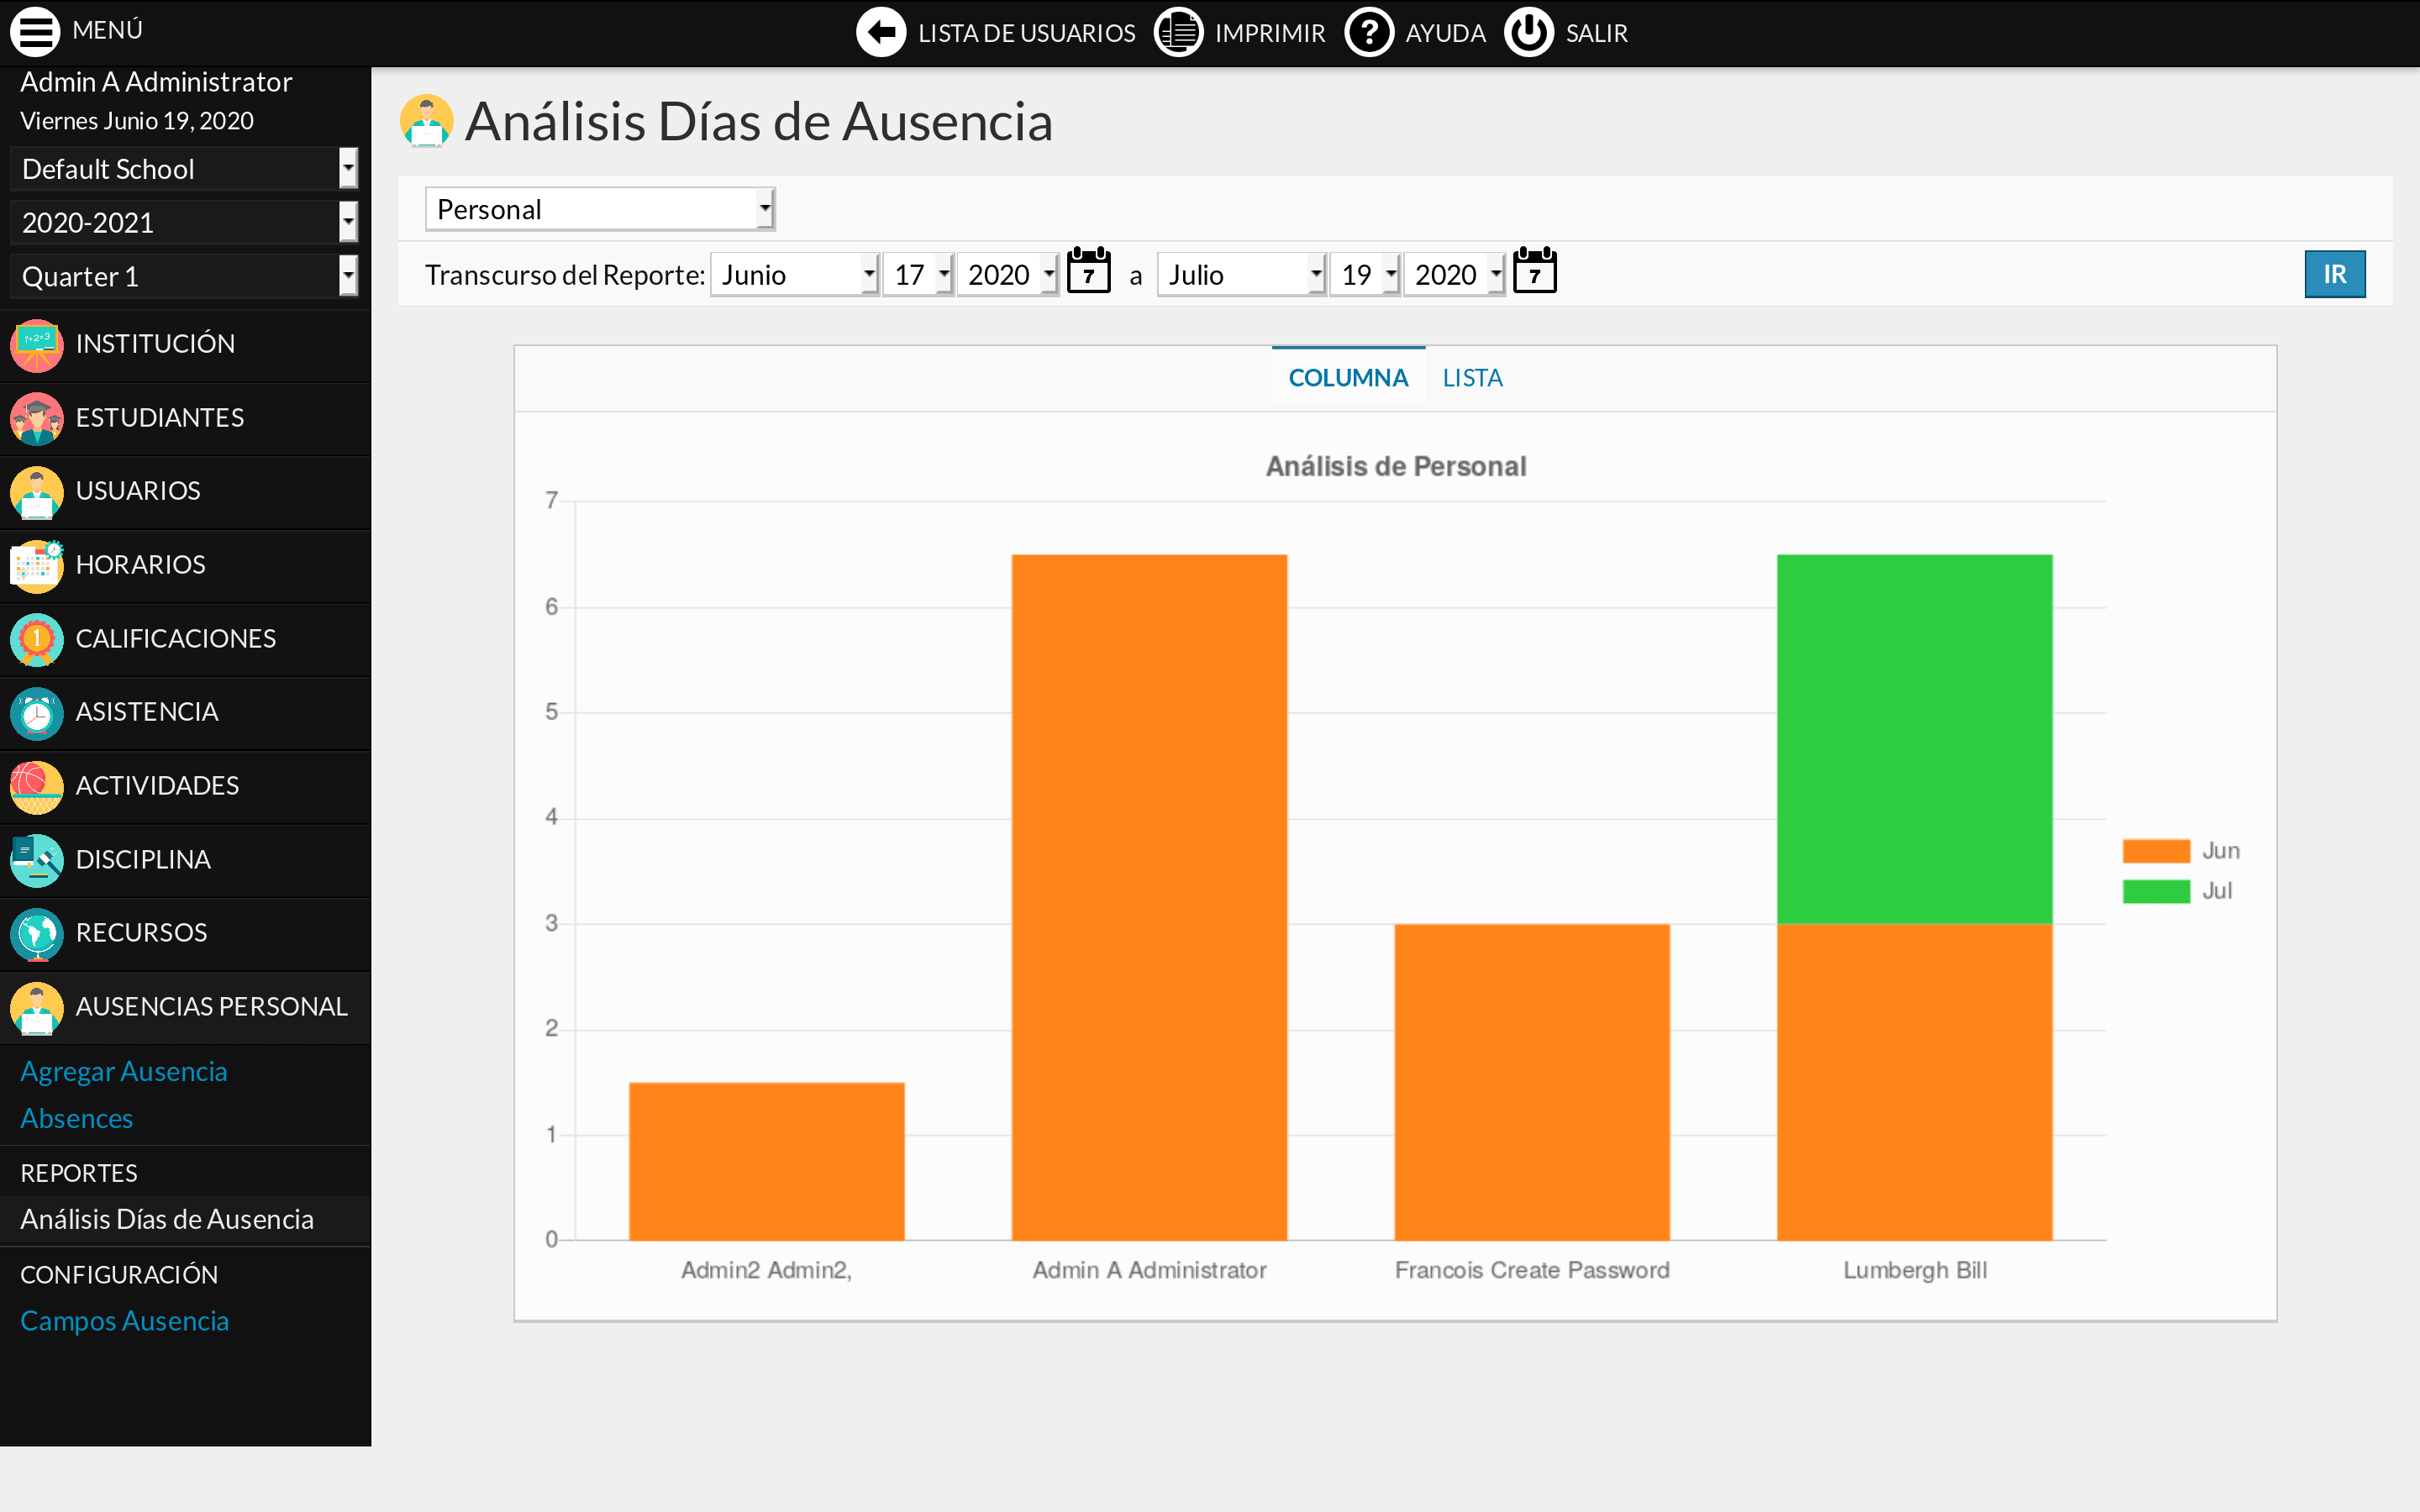 MENÚ
LISTA DE USUARIOS IMPRIMIR AYUDA SALIR
Admin A Administrator
Viernes Junio 19, 2020
Default School
2020-2021
Quarter 1
INSTITUCIÓN
ESTUDIANTES
USUARIOS
HORARIOS
CALIFICACIONES
ASISTENCIA
ACTIVIDADES
DISCIPLINA
RECURSOS
AUSENCIAS PERSONAL
Agregar Ausencia
Absences
REPORTES
Análisis Días de Ausencia
CONFIGURACIÓN
Campos Ausencia
Análisis Días de Ausencia
Personal
Transcurso del Reporte: Junio 17 2020 7 a Julio 19 2020 7 IR
COLUMNA LISTA
Análisis de Personal
7
6
5
4
3
2
1
0
Admin2 Admin2, Admin A Administrator Francois Create Password Lumbergh Bill
Jun
Jul